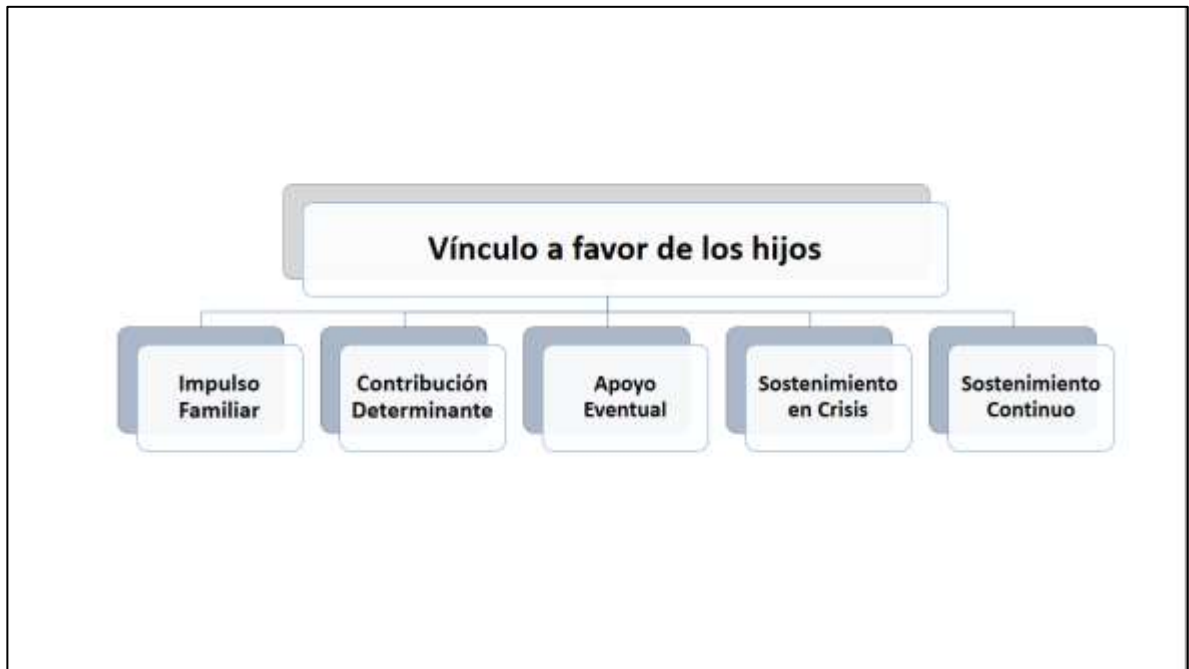 Vínculo a favor de los hijos
Impulso
Familiar
Contribución
Determinante
Apoyo
Eventual
Sostenimiento
en Crisis
Sostenimiento
Continuo